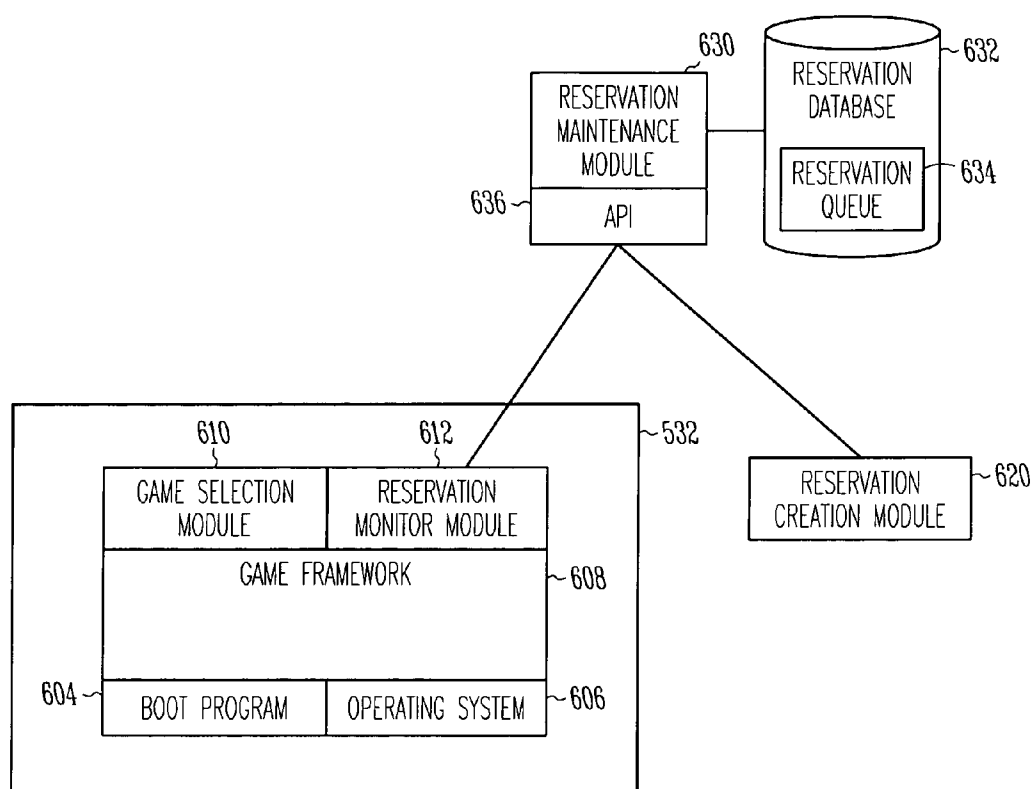 630
632
RESERVATION
MAINTENANCE
MODULE
RESERVATION
DATABASE
RESERVATION
QUEUE
634
636
API
532
610
612
GAME SELECTION
MODULE
RESERVATION
MONITOR MODULE
RESERVATION
CREATION MODULE
620
GAME FRAMEWORK
608
604
BOOT PROGRAM
OPERATING SYSTEM
606